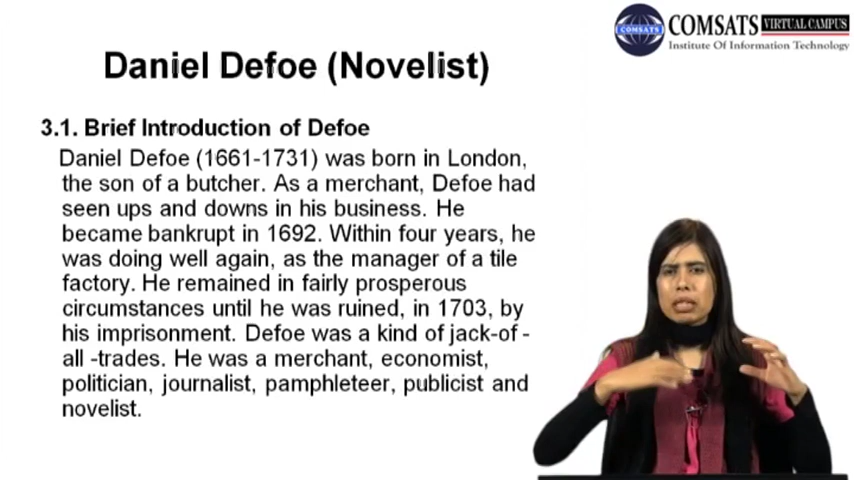 COMSATS VIRTUAL CAMPUS
COMSATS
Institute Of Information Technology
Daniel Defoe (Novelist)
3.1. Brief Introduction of Defoe
Daniel Defoe (1661-1731) was born in London,
the son of a butcher. As a merchant, Defoe had
seen ups and downs in his business. He
became bankrupt in 1692. Within four years, he
was doing well again, as the manager of a tile
factory. He remained in fairly prosperous
circumstances until he was ruined, in 1703, by
his imprisonment. Defoe was a kind of jack-of -
all -trades. He was a merchant, economist,
politician, journalist, pamphleteer, publicist and
novelist.